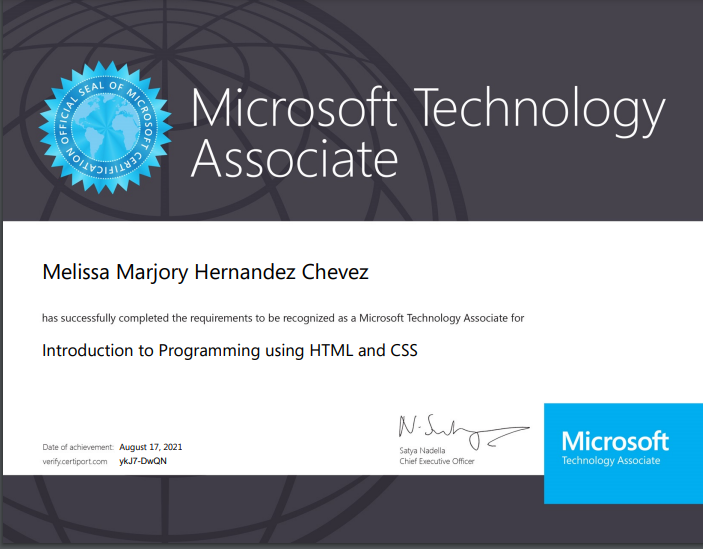 OFFICIAL SEAL OF MICROSOFT CERTIFICATION
Microsoft Technology
Associate
Melissa Marjory Hernandez Chevez
has successfully completed the requirements to be recognized as a Microsoft Technology Associate for
Introduction to Programming using HTML and CSS
Date of achievement: August 17, 2021
verify.certiport.com ykJ7-DwQN
Satya Nadella
Chief Executive Officer
Microsoft
Technology Associate